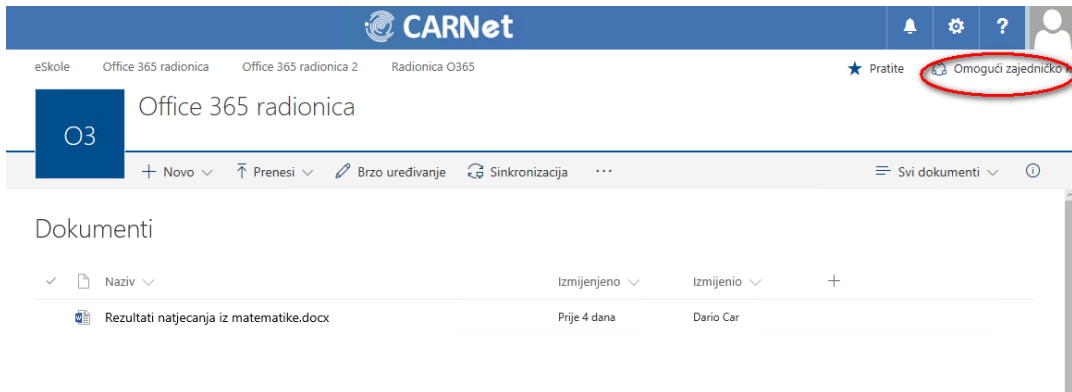 CARNet
?
eSkole Office 365 radionica Office 365 radionica 2 Radionica O365 Pratite Omogući zajedničko
O3
Office 365 radionica
Novo Prenesi Brzo uređivanje Sinkronizacija ... Svi dokumenti
Dokumenti
Naziv Izmijenjeno Izmijenio
Rezultati natjecanja iz matematike.docx Prije 4 dana Dario Car